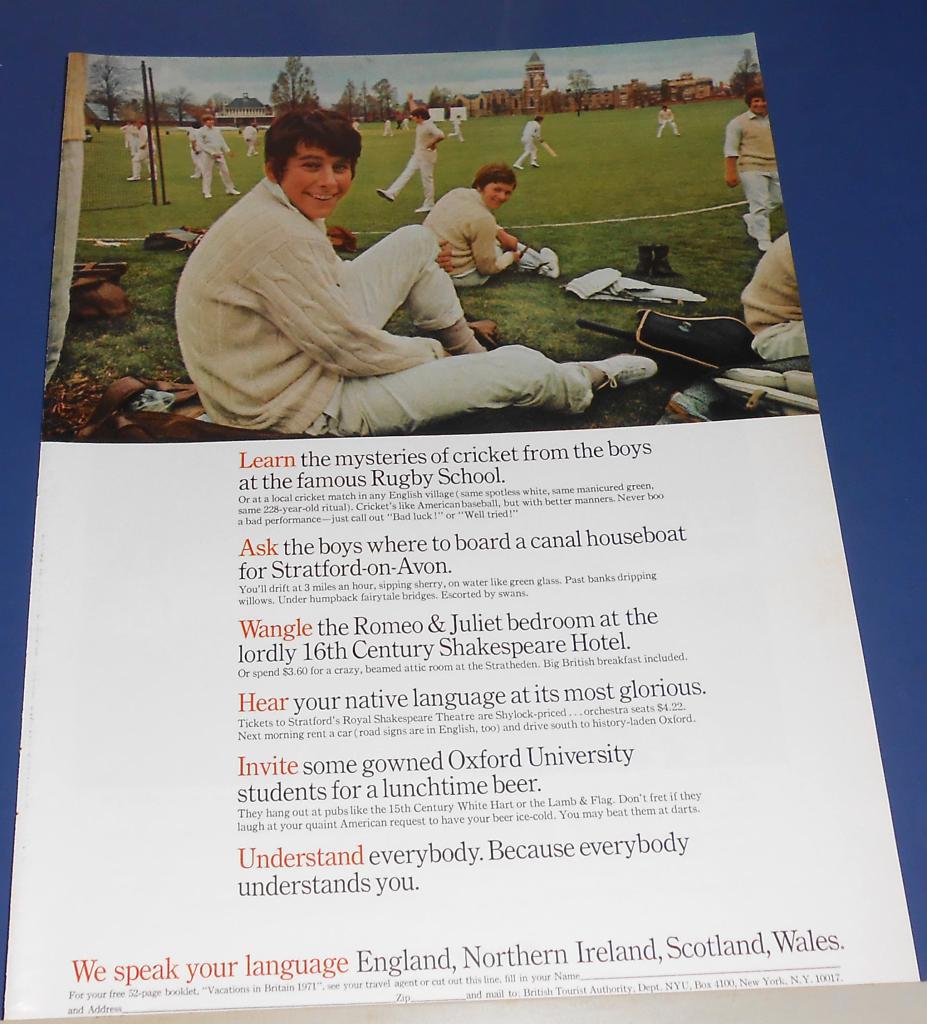 Learn the mysteries of cricket from the boys
at the famous Rugby School.
Or at a local cricket match in any English village (same spotless white, same manicured green,
same 228-year-old ritual). Cricket's like American baseball, but with better manners. Never boo
a bad performance—just call out "Bad luck!" or "Well tried!"
Ask the boys where to board a canal houseboat
for Stratford-on-Avon.
You'll drift at 3 miles an hour, sipping sherry, on water like green glass. Past banks dripping
willows. Under humpback fairytale bridges. Escorted by swans.
Wangle the Romeo & Juliet bedroom at the
lordly 16th Century Shakespeare Hotel.
Or spend $3.60 for a crazy, beamed attic room at the Stratheden. Big British breakfast included.
Hear your native language at its most glorious.
Tickets to Stratford's Royal Shakespeare Theatre are Shylock-priced...orchestra seats $4.22.
Next morning rent a car (road signs are in English, too) and drive south to history-laden Oxford.
Invite some gowned Oxford University
students for a lunchtime beer.
They hang out at pubs like the 15th Century White Hart or the Lamb & Flag. Don't fret if they
laugh at your quaint American request to have your beer ice-cold. You may beat them at darts.
Understand everybody. Because everybody
understands you.
We speak your language England, Northern Ireland, Scotland, Wales.
For your free 52-page booklet, "Vacations in Britain 1971", see your travel agent or cut out this line, fill in your Name
and Address Zip and mail to: British Tourist Authority, Dept. NYU, Box 4100, New York, N.Y. 10017.